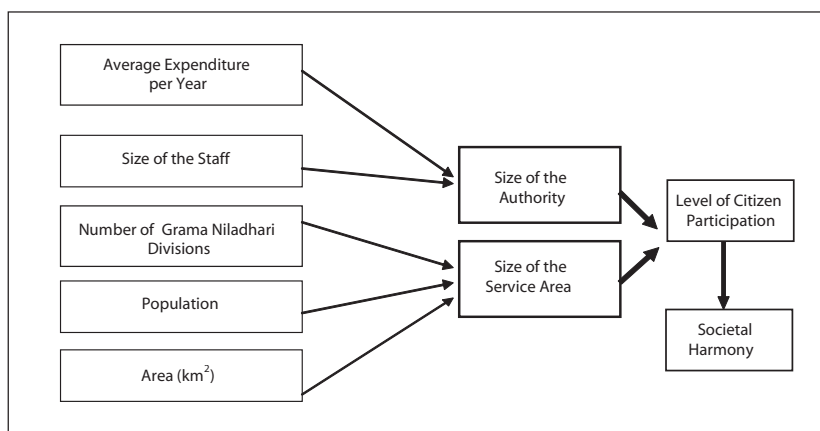 Average Expenditure
per Year
Size of the Staff
Number of Grama Niladhari
Divisions
Population
Area (km²)
Size of the
Authority
Size of the
Service Area
Level of Citizen
Participation
Societal
Harmony